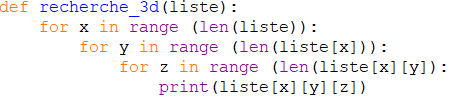 def recherche_3d(liste):
    for x in range (len(liste)):
        for y in range (len(liste[x])):
            for z in range (len(liste[x][y]):
                print(liste[x][y][z])